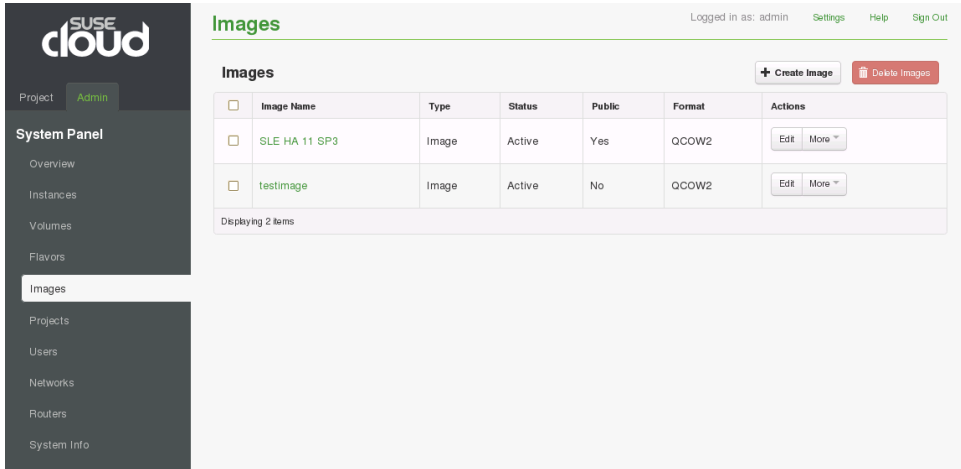 SUSE
cloud
Project Admin
System Panel
Overview
Instances
Volumes
Flavors
Images
Projects
Users
Networks
Routers
System Info
Images
Logged in as: admin Settings Help Sign Out
Images
+ Create Image Delete Images
Image Name Type Status Public Format Actions
SLE HA 11 SP3 Image Active Yes QCOW2 Edit More
testimage Image Active No QCOW2 Edit More
Displaying 2 items